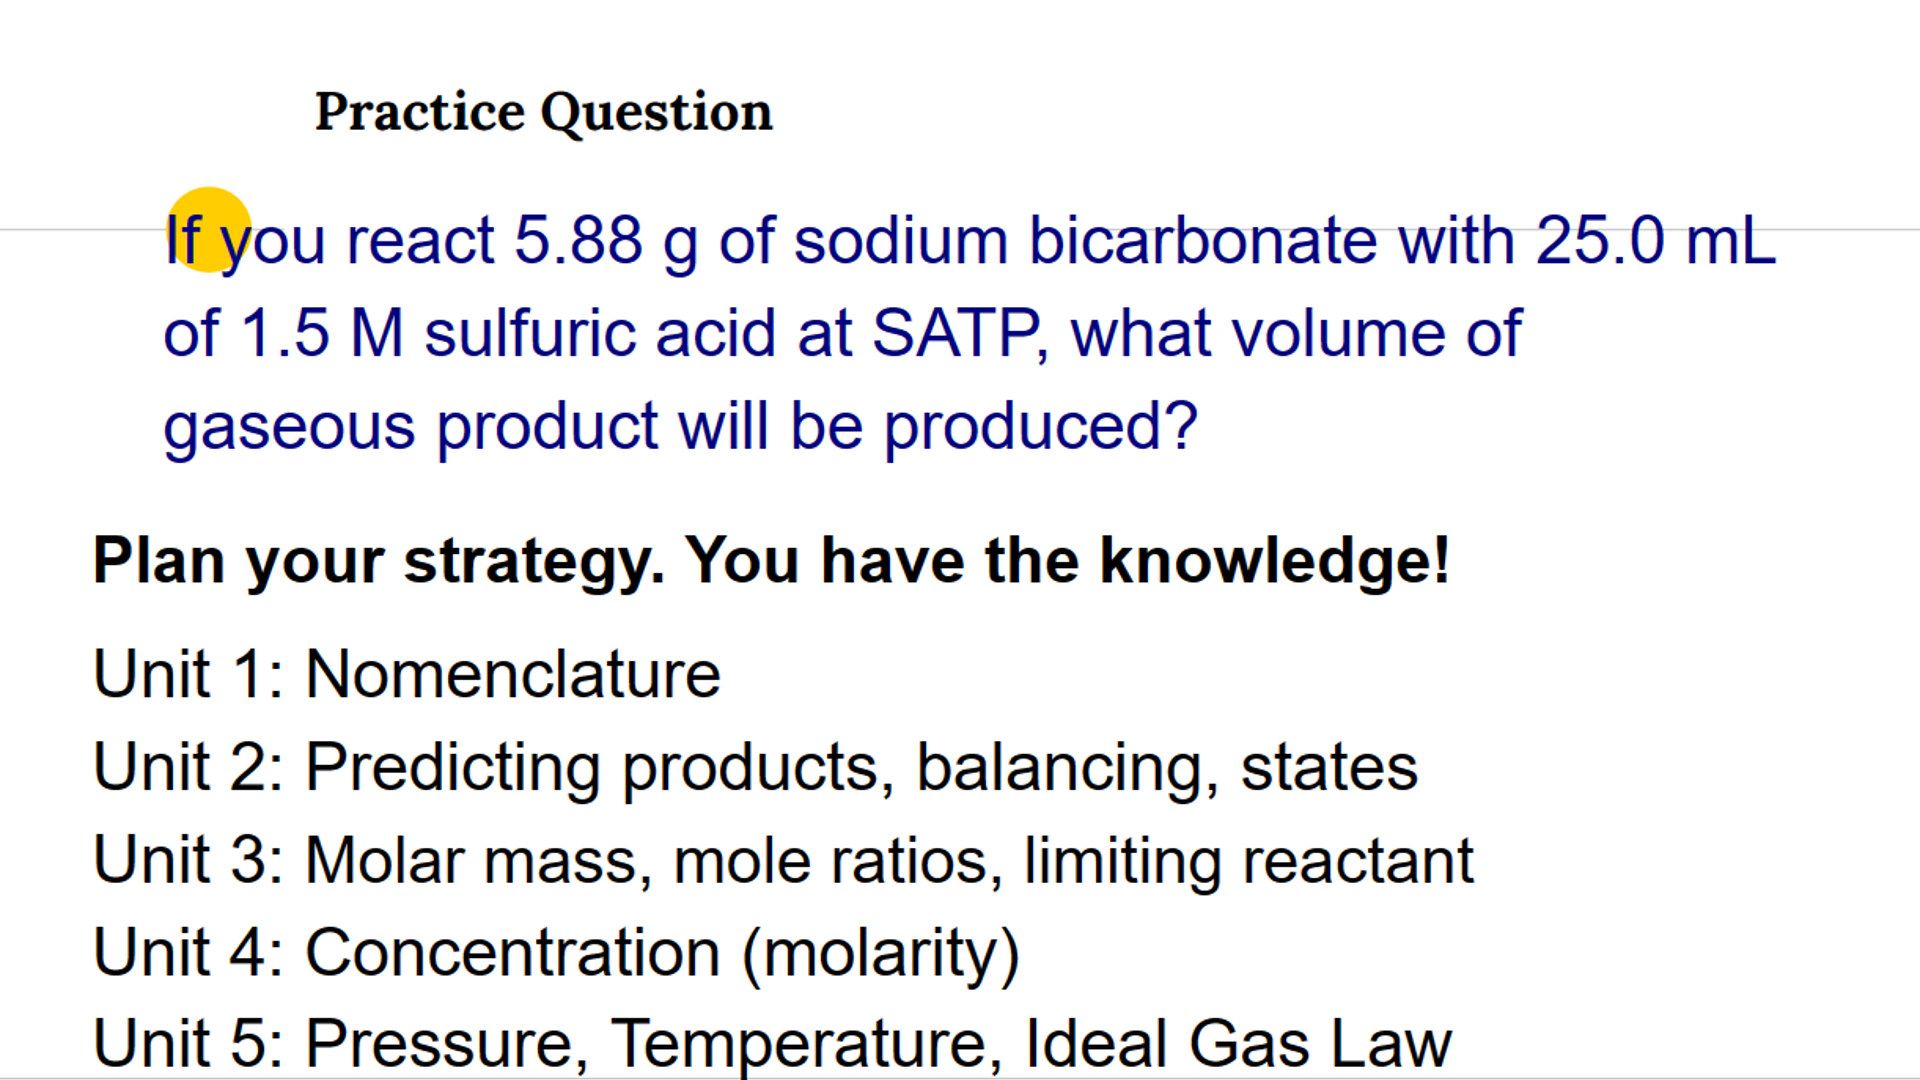 Practice Question
If you react 5.88 g of sodium bicarbonate with 25.0 mL
of 1.5 M sulfuric acid at SATP, what volume of
gaseous product will be produced?
Plan your strategy. You have the knowledge!
Unit 1: Nomenclature
Unit 2: Predicting products, balancing, states
Unit 3: Molar mass, mole ratios, limiting reactant
Unit 4: Concentration (molarity)
Unit 5: Pressure, Temperature, Ideal Gas Law